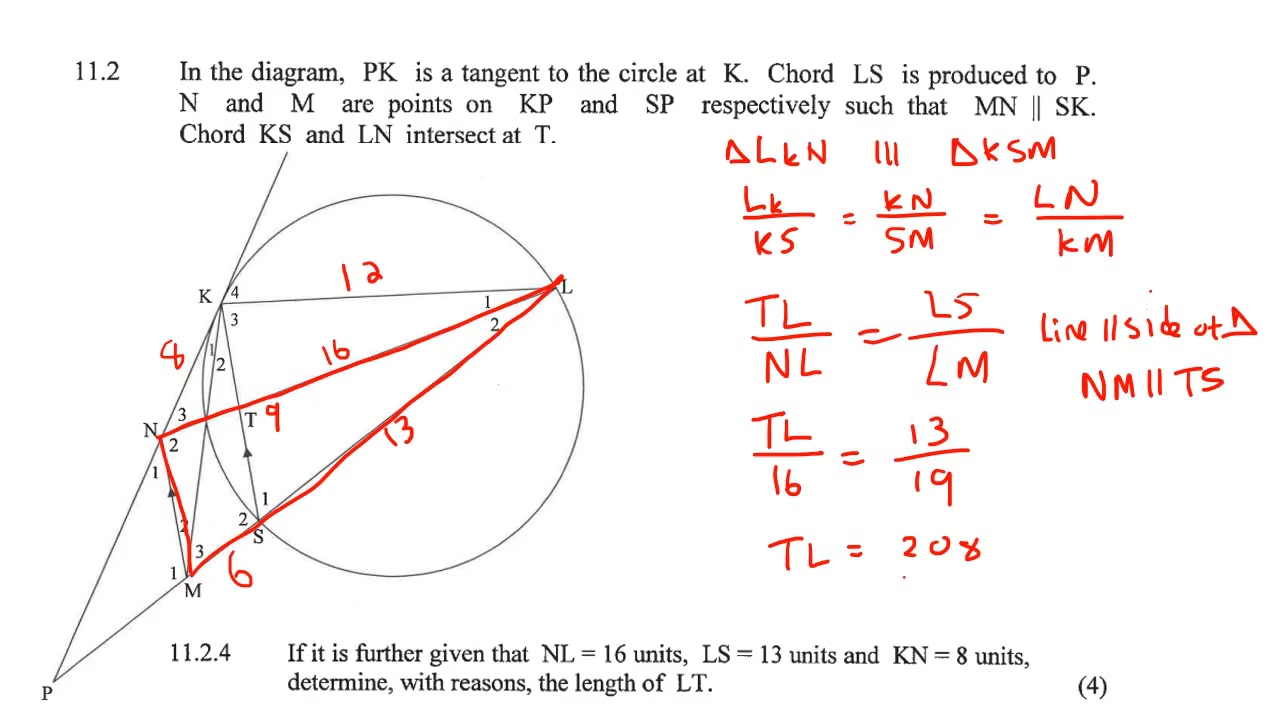 11.2 In the diagram, PK is a tangent to the circle at K. Chord LS is produced to P.
N and M are points on KP and SP respectively such that MN || SK.
Chord KS and LN intersect at T.
ΔLKN ||| ΔKSM
LK/KS = KN/SM = LN/KM
TL/NL = LS/LM Line || side of Δ
NM || TS
TL/16 = 13/19
TL = 208
K 4
3
1
2
12
1 L
2
8
16
3
N
2
T 9
13
1
1
2
2 S
3
1
M
6
P
11.2.4 If it is further given that NL = 16 units, LS = 13 units and KN = 8 units,
determine, with reasons, the length of LT. (4)